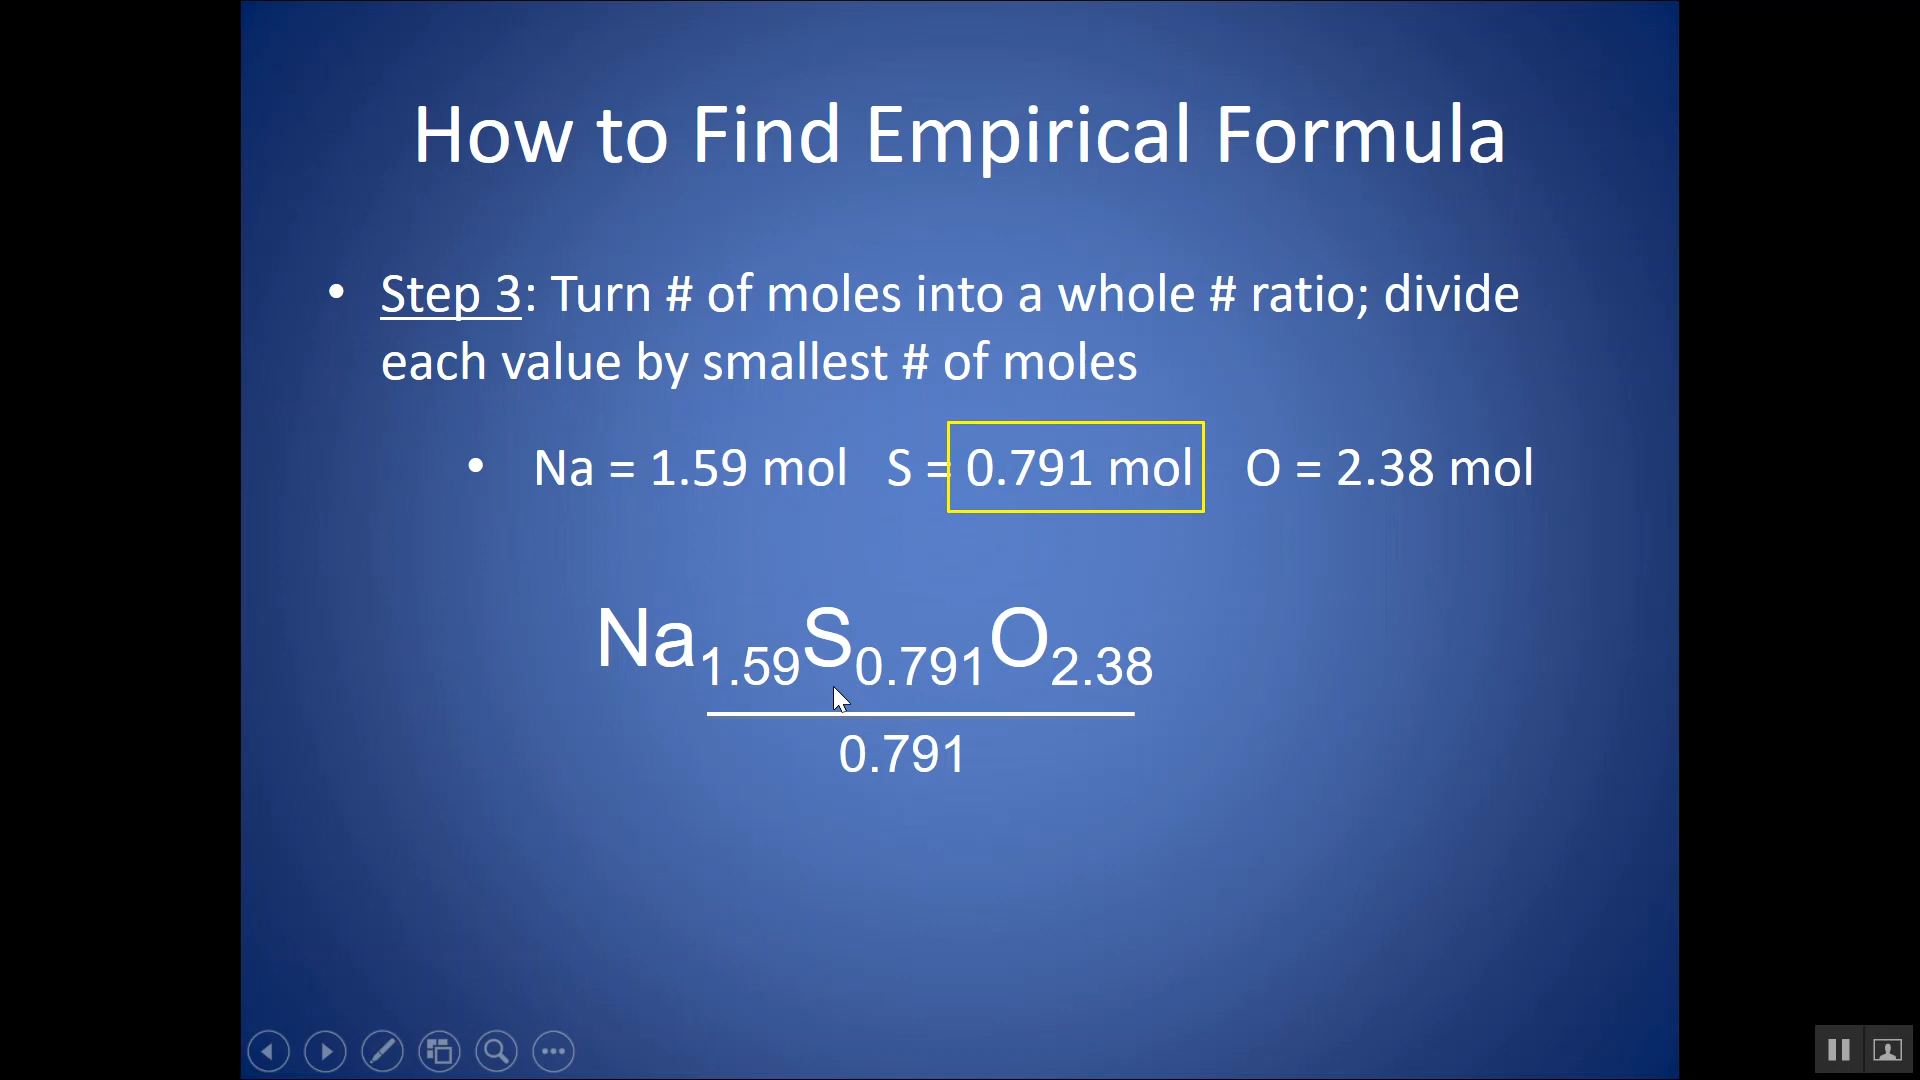 How to Find Empirical Formula
• Step 3: Turn # of moles into a whole # ratio; divide
each value by smallest # of moles
• Na = 1.59 mol S = 0.791 mol O = 2.38 mol
Na1.59S0.791O2.38
0.791